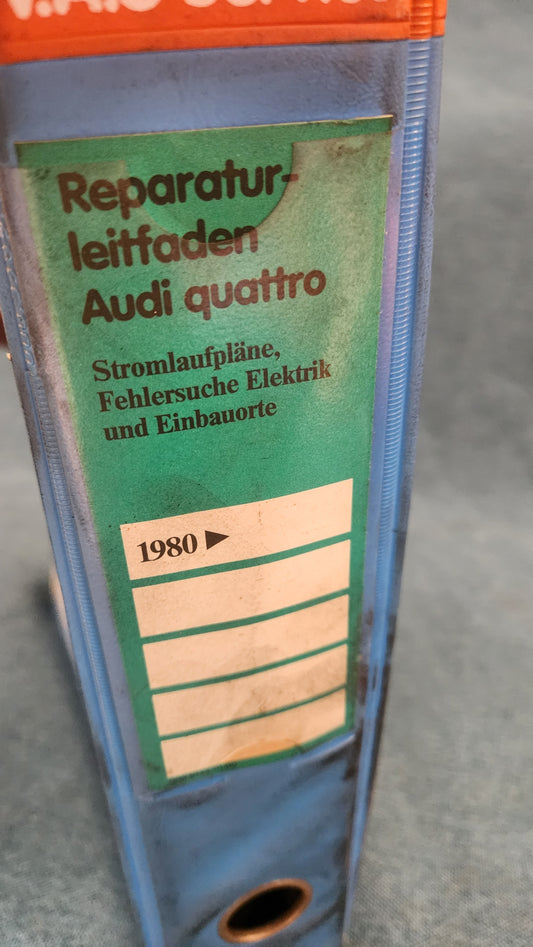 V.A.G
Reparatur-
leitfaden
Audi quattro
Stromlaufpläne,
Fehlersuche Elektrik
und Einbauorte
1980 ►